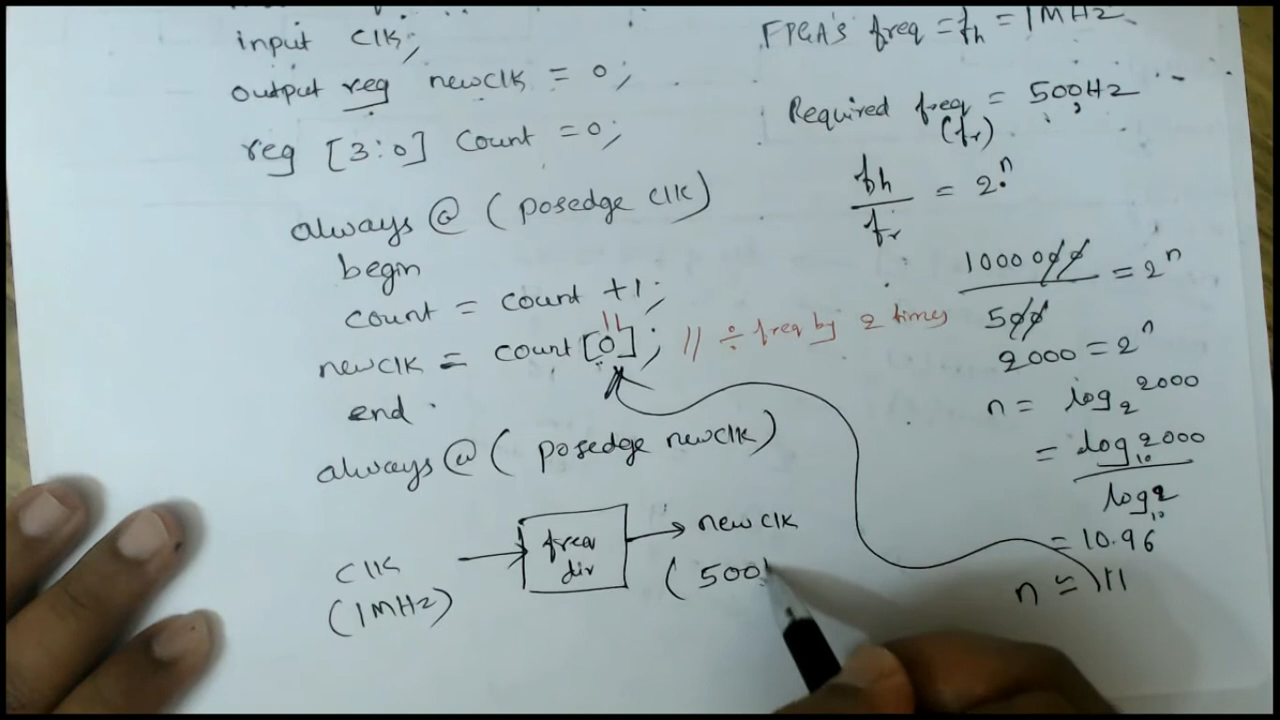 input clk;
output reg newclk = 0;
reg [3:0] Count = 0;
always @ (posedge clk)
begin
count = count +1;
newclk = count [0]; // ÷ freq by 2 times
11
end
always @ (posedge newclk)
clk
(1MHz)
freq
div
newclk
(500
FPGA's freq = fh = 1MHz
Required freq = 500Hz
(fr)
fh/fr = 2^n
1000000/500 = 2^n
2000 = 2^n
n = log₂ 2000
= log₁₀ 2000/log₁₀ 2
= 10.96
n ≃ 11